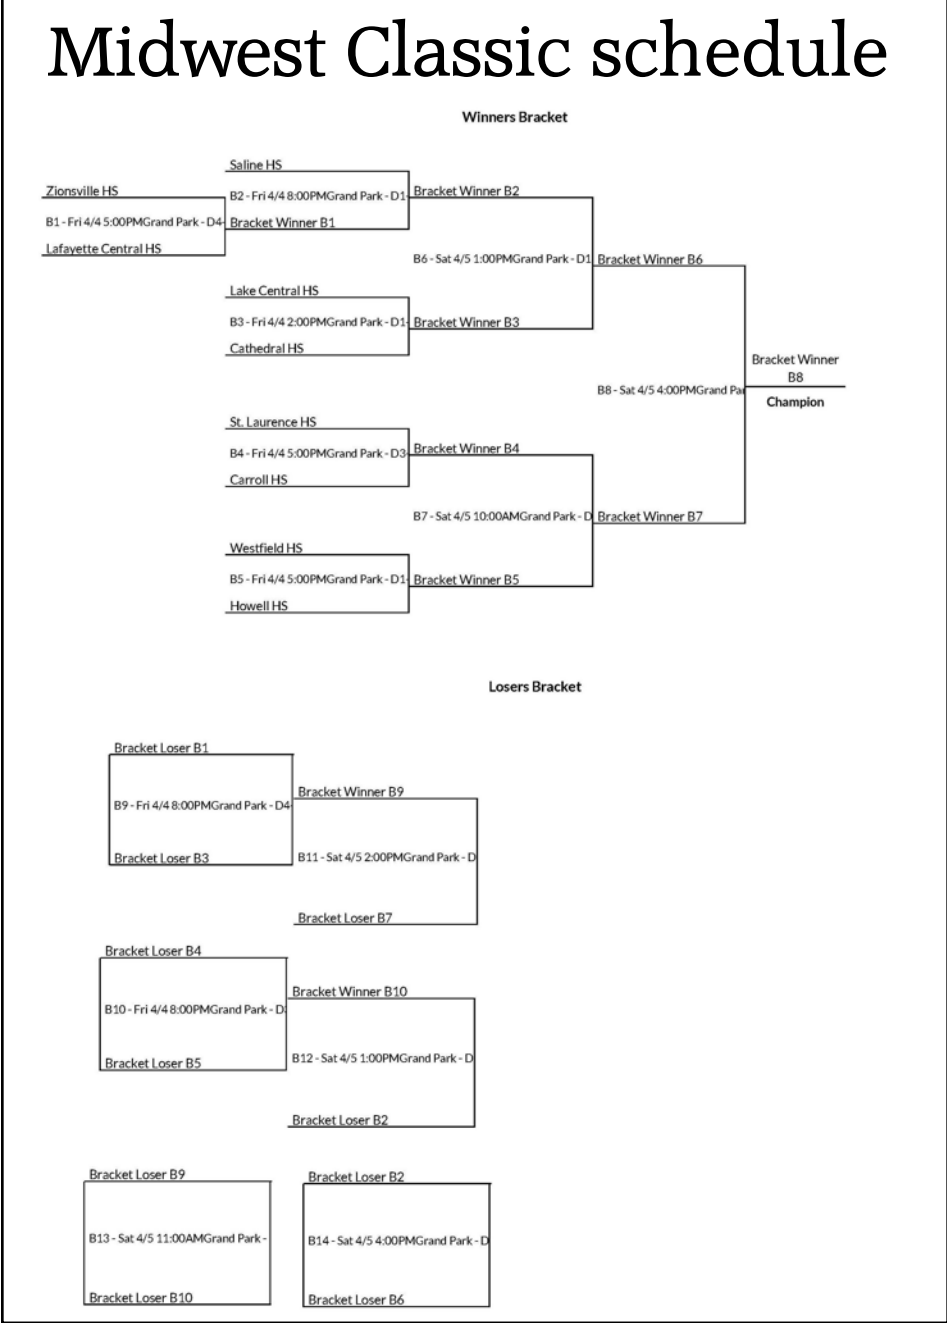 Midwest Classic schedule
Winners Bracket
Saline HS
Zionsville HS
B2 - Fri 4/4 8:00PMGrand Park - D1-
Bracket Winner B2
B1 - Fri 4/4 5:00PMGrand Park - D4-
Bracket Winner B1
Lafayette Central HS
B6 - Sat 4/5 1:00PMGrand Park - D1
Bracket Winner B6
Lake Central HS
B3 - Fri 4/4 2:00PMGrand Park - D1-
Bracket Winner B3
Cathedral HS
Bracket Winner
B8
B8 - Sat 4/5 4:00PMGrand Par
Champion
St. Laurence HS
B4 - Fri 4/4 5:00PMGrand Park - D3-
Bracket Winner B4
Carroll HS
B7 - Sat 4/5 10:00AMGrand Park - D
Bracket Winner B7
Westfield HS
B5 - Fri 4/4 5:00PMGrand Park - D1-
Bracket Winner B5
Howell HS
Losers Bracket
Bracket Loser B1
Bracket Winner B9
B9 - Fri 4/4 8:00PMGrand Park - D4-
Bracket Loser B3
B11 - Sat 4/5 2:00PMGrand Park - D
Bracket Loser B7
Bracket Loser B4
Bracket Winner B10
B10 - Fri 4/4 8:00PMGrand Park - D
Bracket Loser B5
B12 - Sat 4/5 1:00PMGrand Park - D
Bracket Loser B2
Bracket Loser B9
Bracket Loser B2
B13 - Sat 4/5 11:00AMGrand Park -
B14 - Sat 4/5 4:00PMGrand Park - D
Bracket Loser B10
Bracket Loser B6